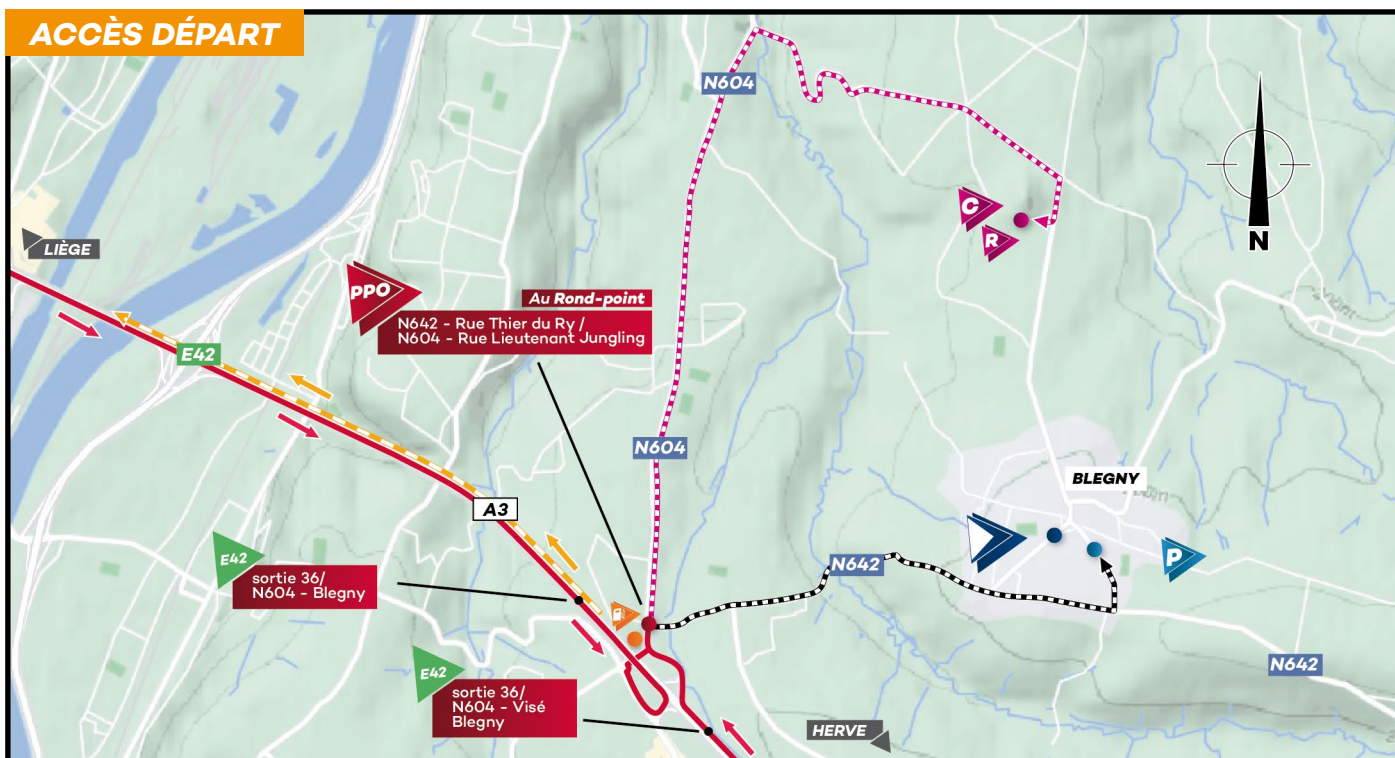 ACCÈS DÉPART
N604
C
R
N
LIÈGE
PPO
Au Rond-point
N642 - Rue Thier du Ry /
N604 - Rue Lieutenant Jungling
E42
N604
BLEGNY
A3
E42
sortie 36/
N604 - Blegny
N642
P
E42
sortie 36/
N604 - Visé
Blegny
HERVE
N642